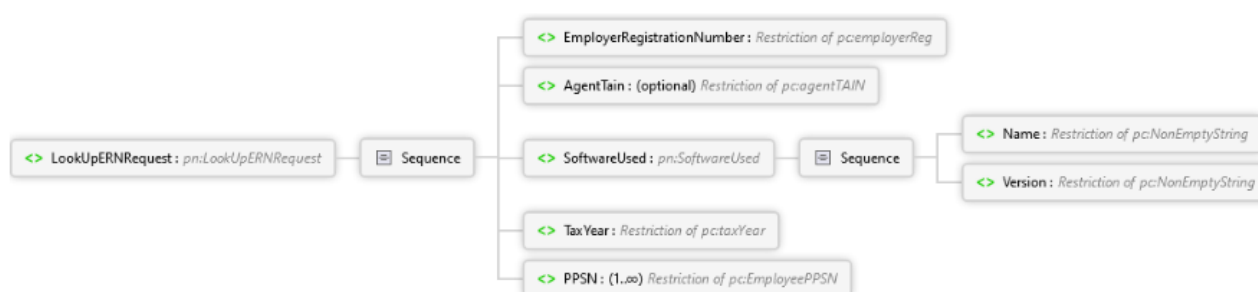 EmployerRegistrationNumber : Restriction of pc:employerReg
AgentTain : (optional) Restriction of pc:agentTAIN
LookUpERNRequest : pn:LookUpERNRequest
Sequence
SoftwareUsed : pn:SoftwareUsed
Sequence
Name : Restriction of pc:NonEmptyString
Version : Restriction of pc:NonEmptyString
TaxYear : Restriction of pc:taxYear
PPSN : (1..∞) Restriction of pc:EmployeePPSN